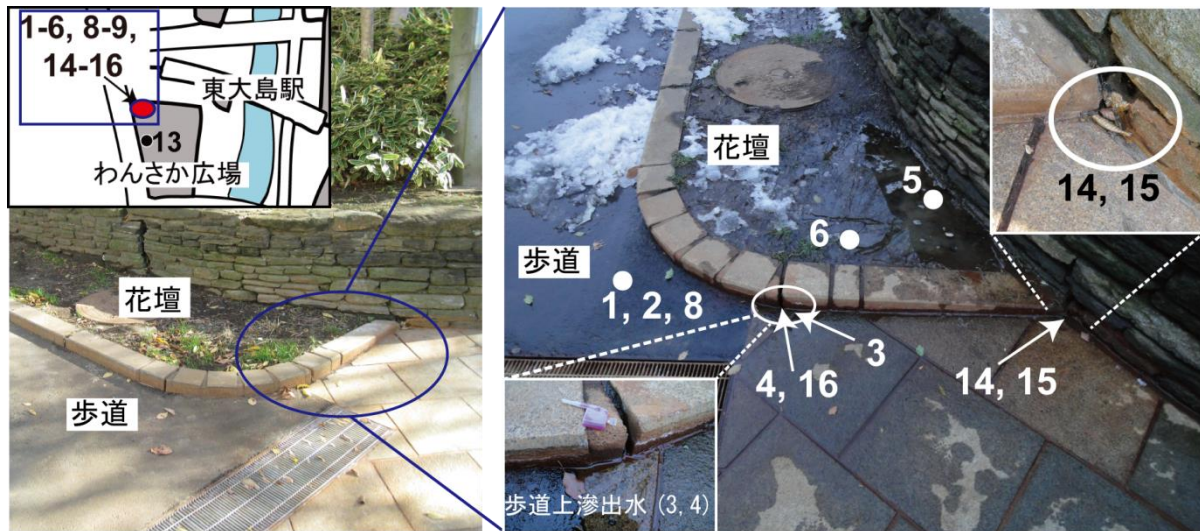 1-6, 8-9,
14-16
東大島駅
13
わんさか広場
花壇
歩道
花壇
5
6
歩道
1, 2, 8
3
4, 16
14, 15
14, 15
歩道上滲出水 (3, 4)